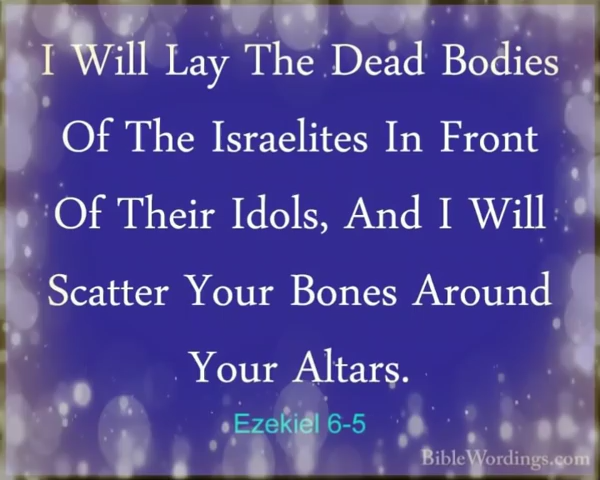 I Will Lay The Dead Bodies
Of The Israelites In Front
Of Their Idols, And I Will
Scatter Your Bones Around
Your Altars.
Ezekiel 6-5
BibleWordings.com